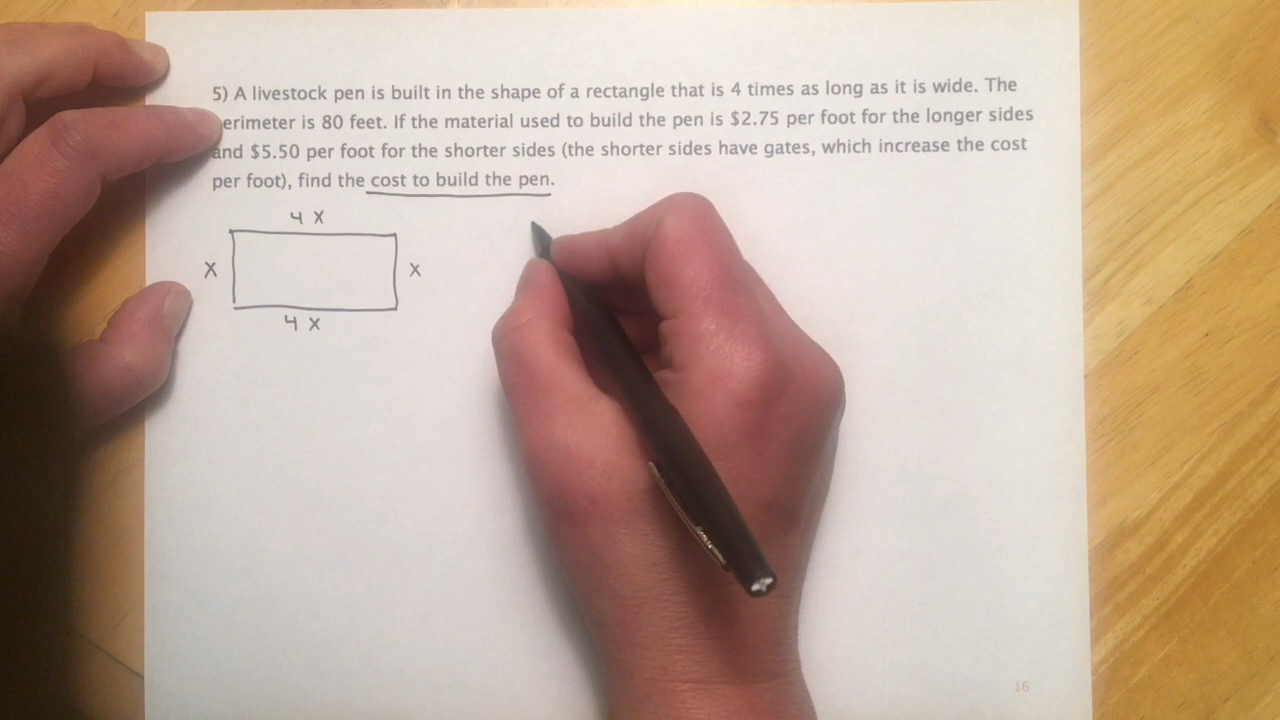 5) A livestock pen is built in the shape of a rectangle that is 4 times as long as it is wide. The
erimeter is 80 feet. If the material used to build the pen is $2.75 per foot for the longer sides
and $5.50 per foot for the shorter sides (the shorter sides have gates, which increase the cost
per foot), find the cost to build the pen.
4 X
X X
4 X
16